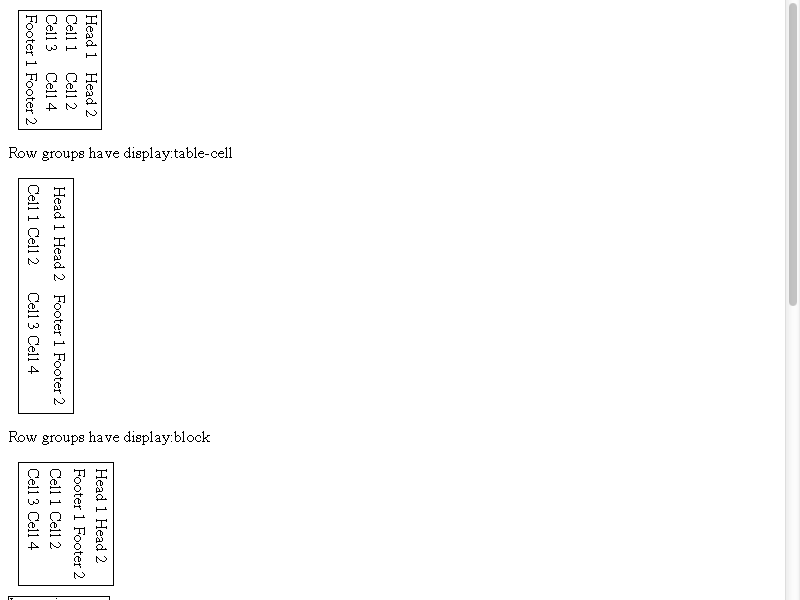 Head 1 Head 2
Cell 1 Cell 2
Cell 3 Cell 4
Footer 1 Footer 2
Row groups have display:table-cell
Head 1 Head 2 Footer 1 Footer 2
Cell 1 Cell 2 Cell 3 Cell 4
Row groups have display:block
Head 1 Head 2
Footer 1 Footer 2
Cell 1 Cell 2
Cell 3 Cell 4